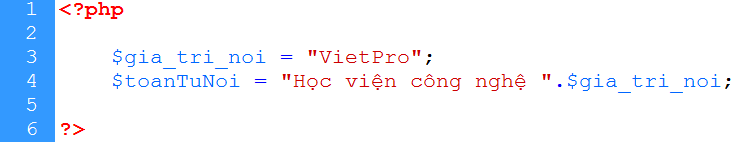 1 <?php
2
3 $gia_tri_noi = "VietPro";
4 $toanTuNoi = "Học viện công nghệ ".$gia_tri_noi;
5
6 ?>